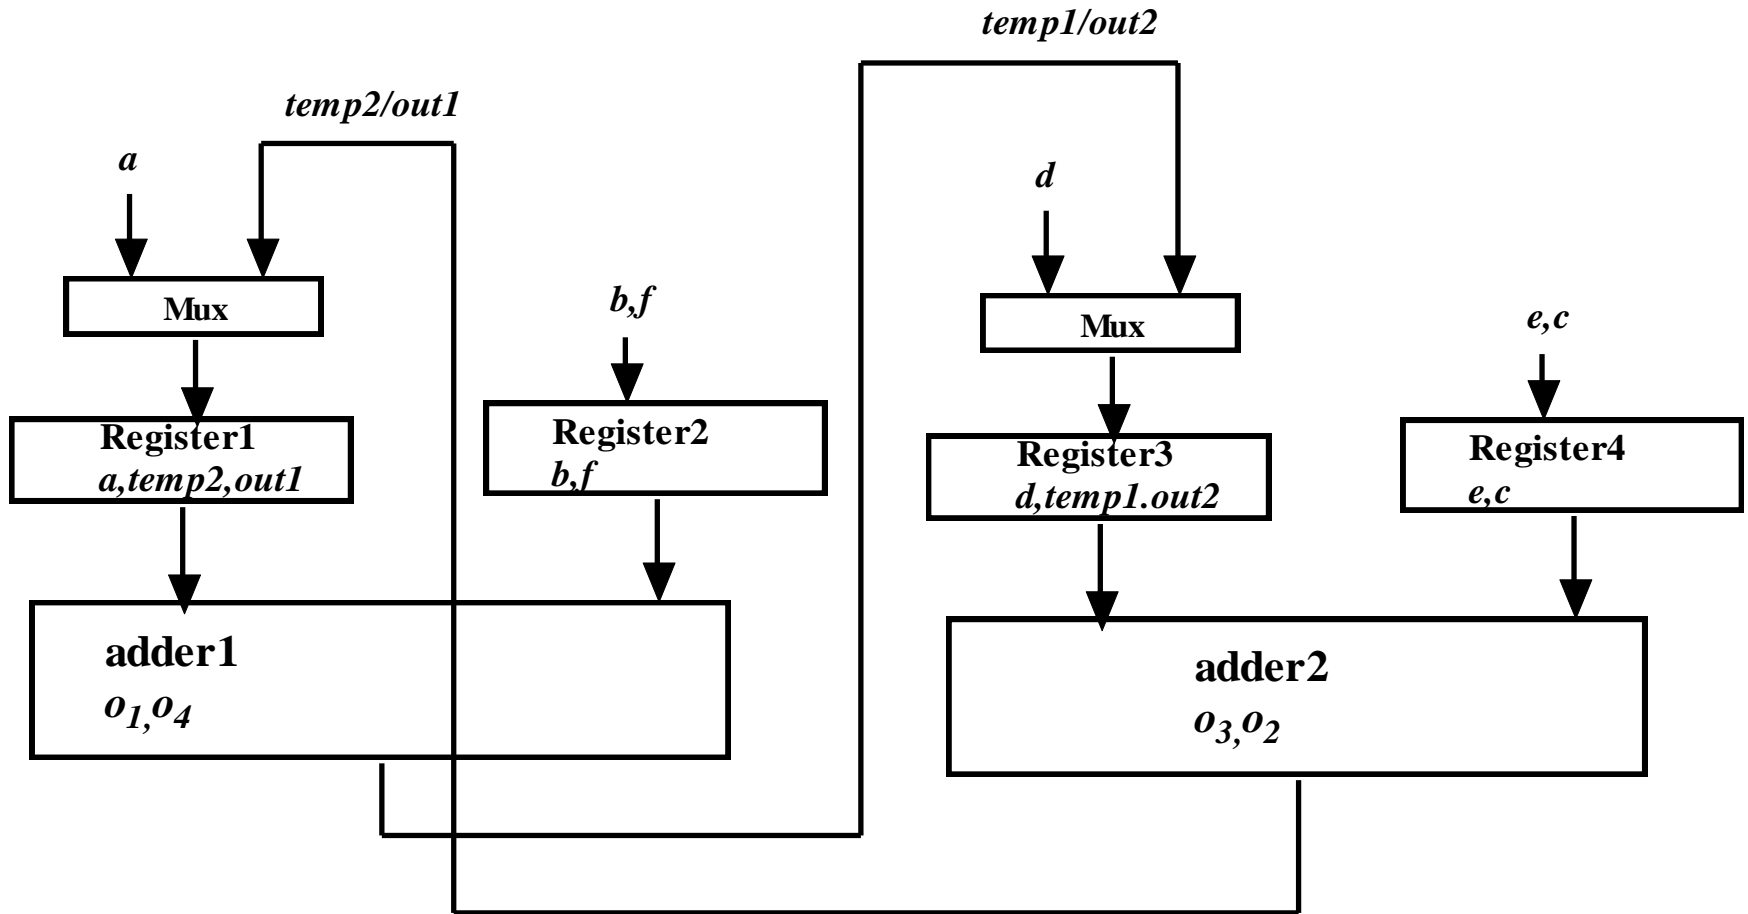 temp1/out2
temp2/out1
a
d
b,f
e,c
Mux
Mux
Register1
a,temp2,out1
Register2
b,f
Register3
d,temp1.out2
Register4
e,c
adder1
o1,o4
adder2
o3,o2